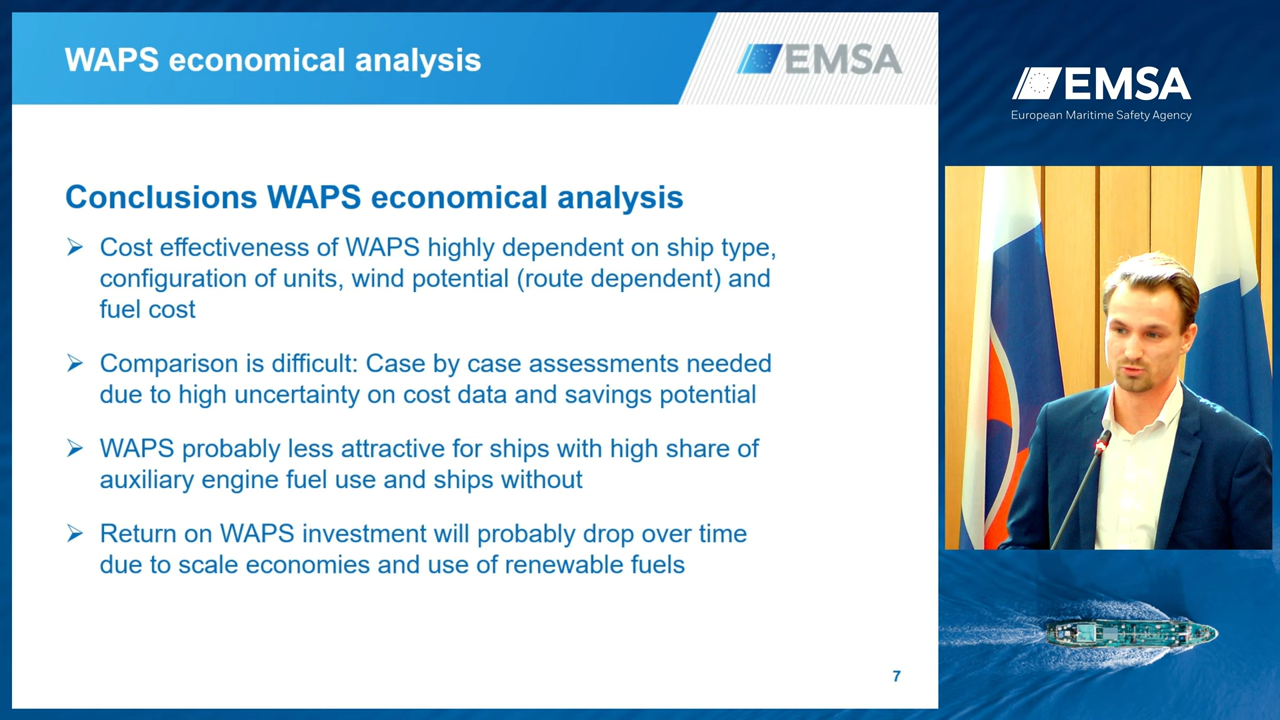 WAPS economical analysis
EMSA
EMSA
European Maritime Safety Agency
Conclusions WAPS economical analysis
Cost effectiveness of WAPS highly dependent on ship type,
configuration of units, wind potential (route dependent) and
fuel cost
Comparison is difficult: Case by case assessments needed
due to high uncertainty on cost data and savings potential
WAPS probably less attractive for ships with high share of
auxiliary engine fuel use and ships without
Return on WAPS investment will probably drop over time
due to scale economies and use of renewable fuels
7